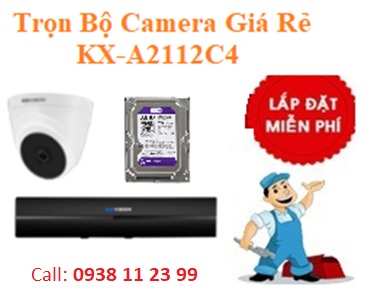 Trọn Bộ Camera Giá Rẻ
KX-A2112C4
LẮP ĐẶT
MIỄN PHÍ
Call: 0938 11 23 99